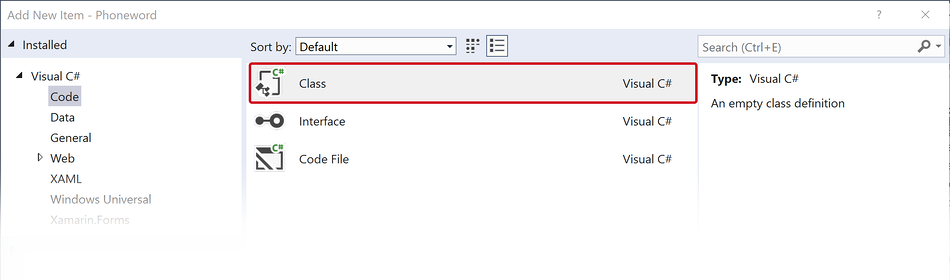 Add New Item - Phoneword
?
Installed
Sort by: Default
Search (Ctrl+E)
Visual C#
Code
Data
General
Web
XAML
Windows Universal
Xamarin.Forms
C# Class Visual C#
Interface Visual C#
C# Code File Visual C#
Type: Visual C#
An empty class definition